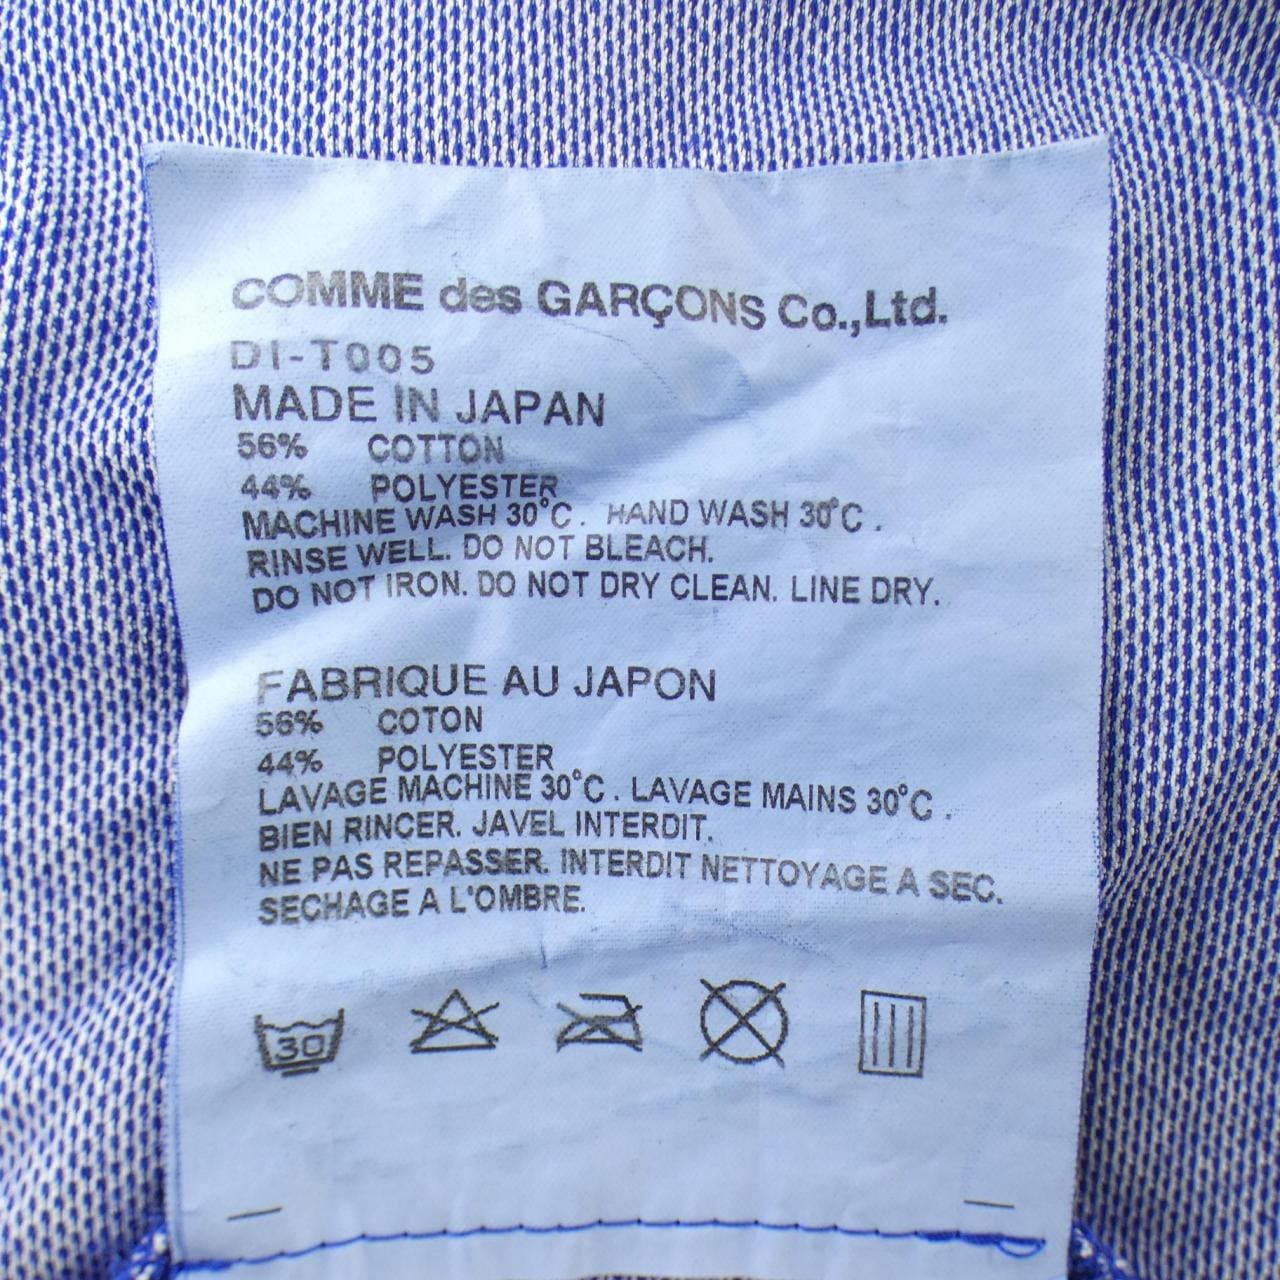 COMME des GARÇONS Co.,Ltd.
DI-T005
MADE IN JAPAN
56% COTTON
44% POLYESTER
MACHINE WASH 30°C. HAND WASH 30°C.
RINSE WELL. DO NOT BLEACH.
DO NOT IRON. DO NOT DRY CLEAN. LINE DRY.
FABRIQUE AU JAPON
56% COTON
44% POLYESTER
LAVAGE MACHINE 30°C. LAVAGE MAINS 30°C.
BIEN RINCER. JAVEL INTERDIT.
NE PAS REPASSER. INTERDIT NETTOYAGE A SEC.
SECHAGE A L'OMBRE.
30